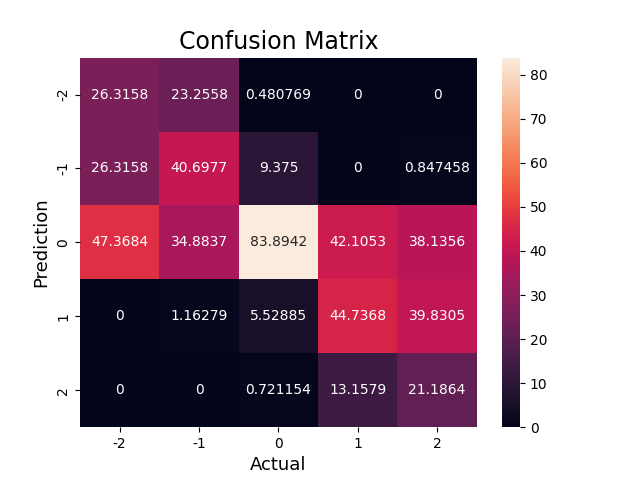 Confusion Matrix
-2 26.3158 23.2558 0.480769 0 0
-1 26.3158 40.6977 9.375 0 0.847458
0 47.3684 34.8837 83.8942 42.1053 38.1356
1 0 1.16279 5.52885 44.7368 39.8305
2 0 0 0.721154 13.1579 21.1864
-2 -1 0 1 2
Prediction
Actual
80
70
60
50
40
30
20
10
0